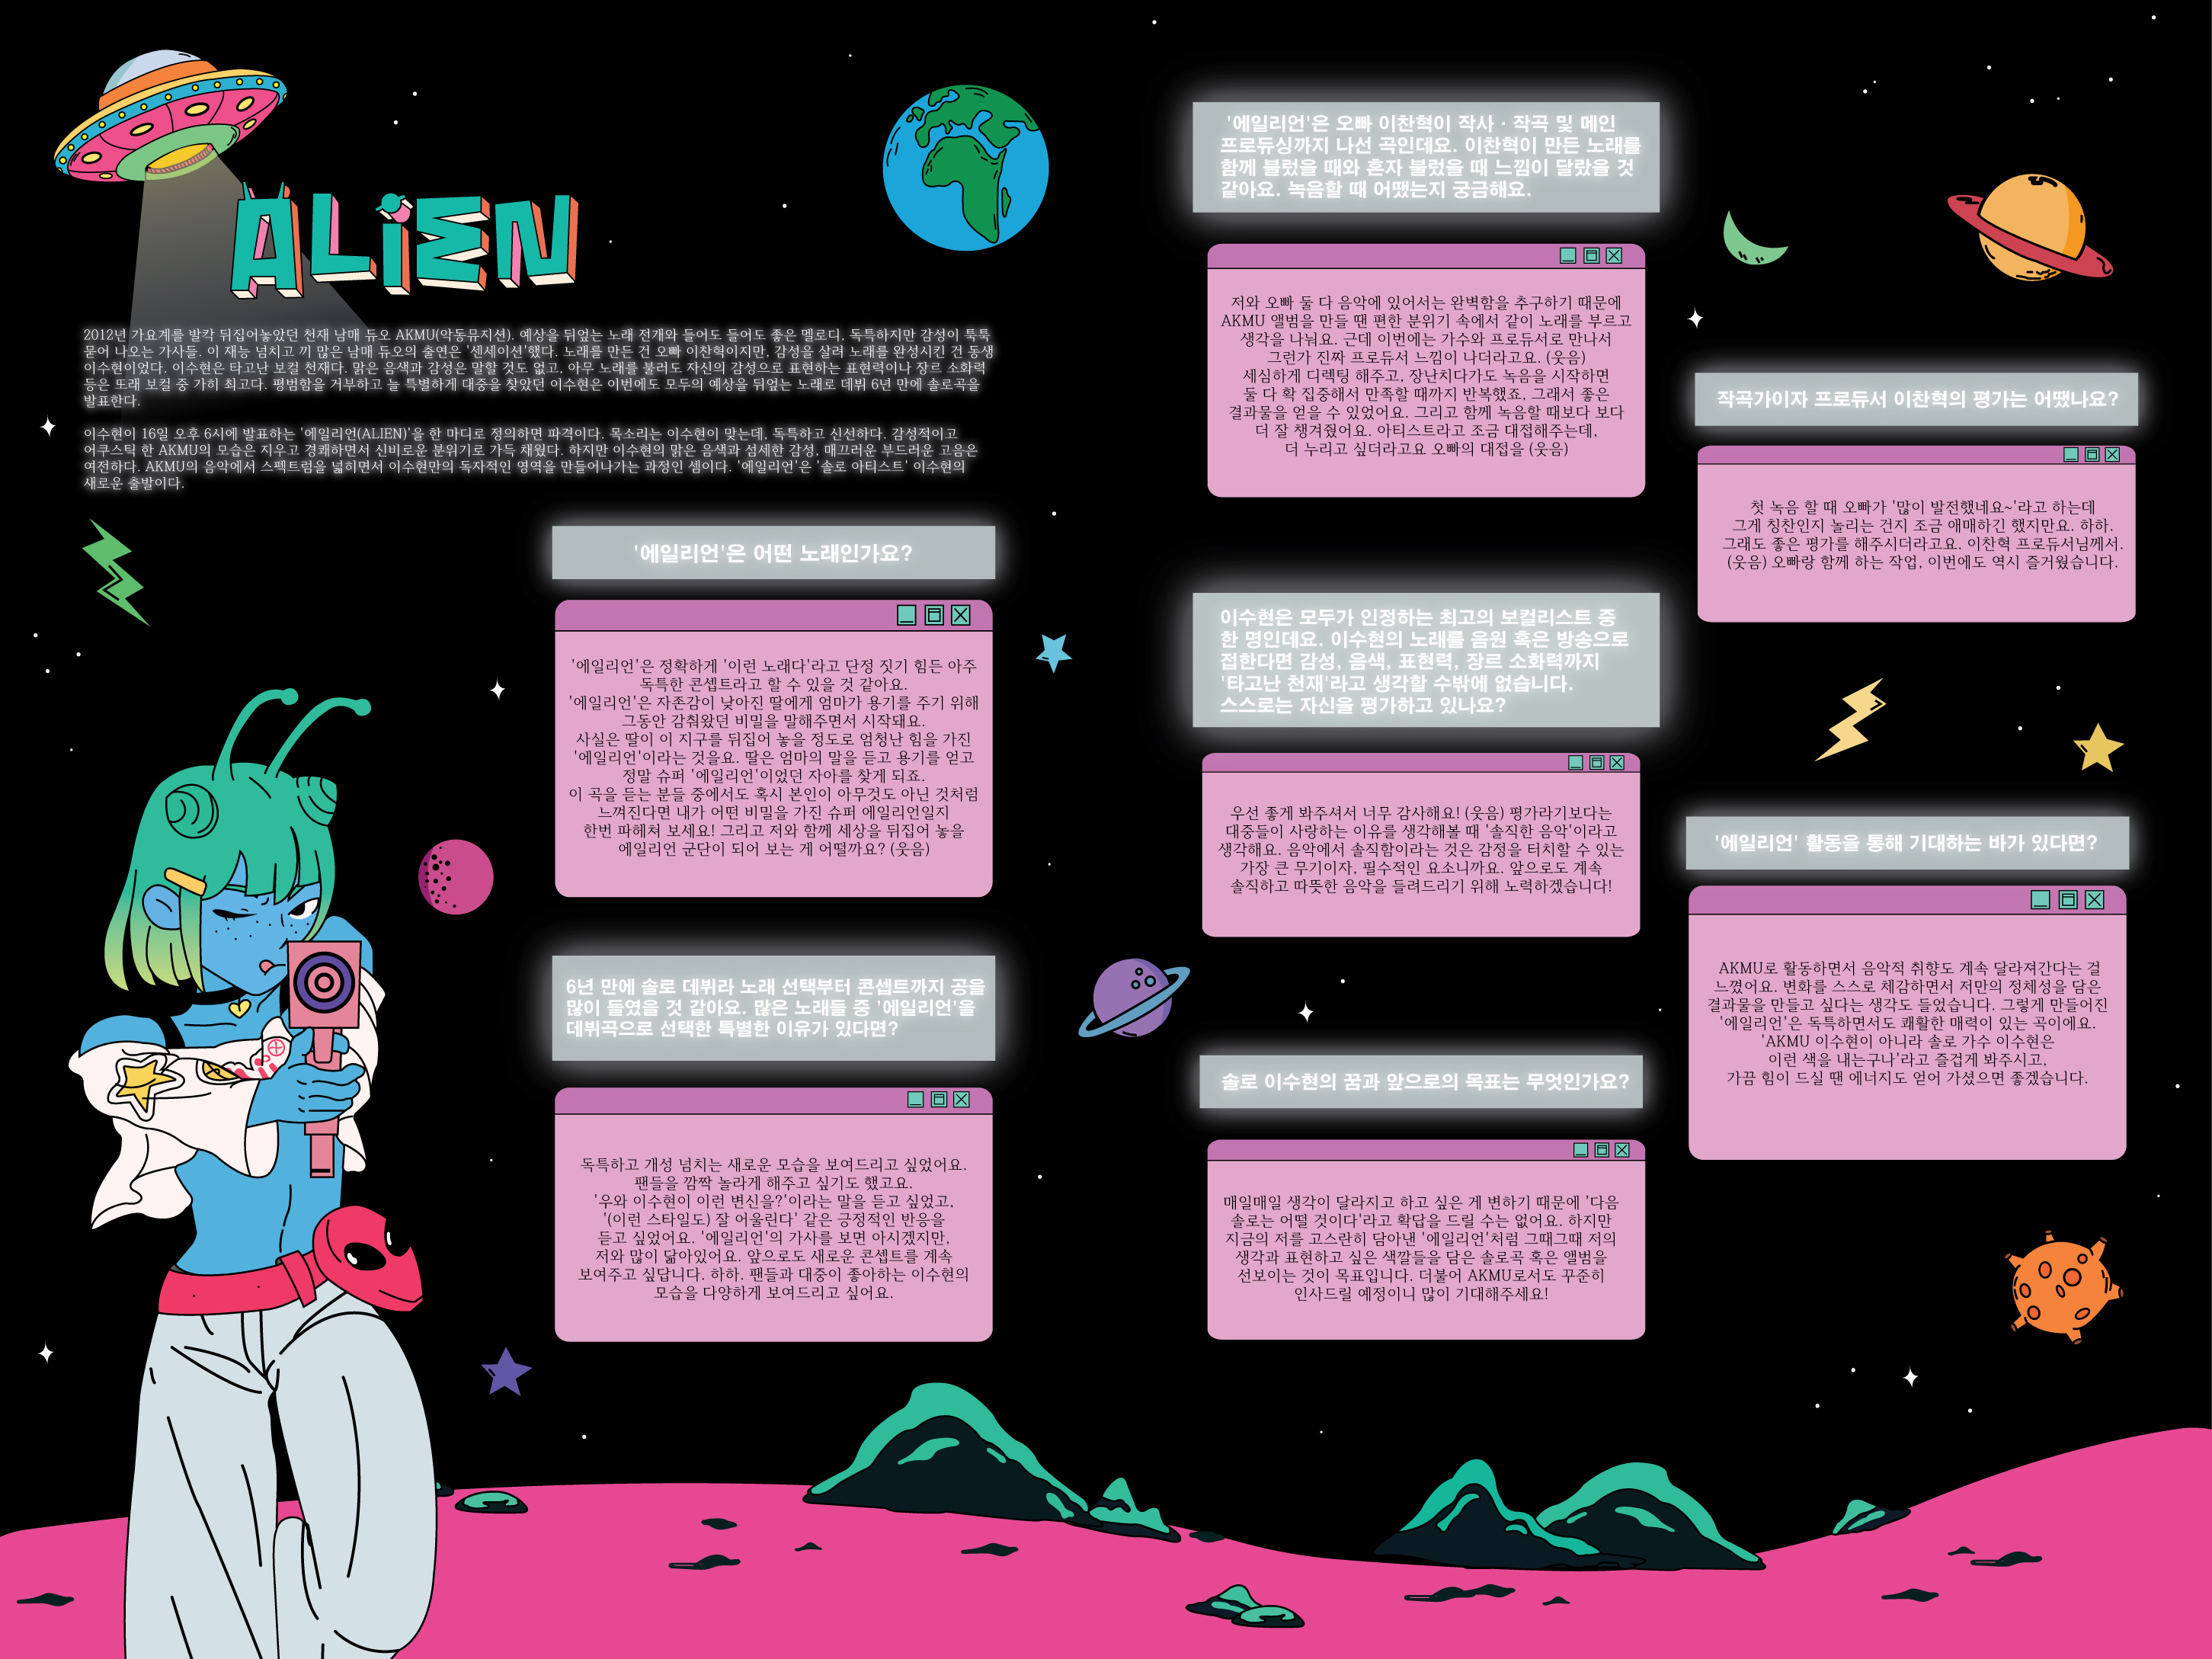 ALiEN
2012년 가요계를 발칵 뒤집어놓았던 천재 남매 듀오 AKMU(악동뮤지션). 예상을 뒤엎는 노래 전개와 들어도 들어도 좋은 멜로디, 독특하지만 감성이 툭툭
묻어 나오는 가사들. 이 재능 넘치고 끼 많은 남매 듀오의 출연은 '센세이션'했다. 노래를 만든 건 오빠 이찬혁이지만, 감성을 살려 노래를 완성시킨 건 동생
이수현이었다. 이수현은 타고난 보컬 천재다. 맑은 음색과 감성은 말할 것도 없고, 아무 노래를 불러도 자신의 감성으로 표현하는 표현력이나 장르 소화력
등은 또래 보컬 중 가히 최고다. 평범함을 거부하고 늘 특별하게 대중을 찾았던 이수현은 이번에도 모두의 예상을 뒤엎는 노래로 데뷔 6년 만에 솔로곡을
발표한다.
이수현이 16일 오후 6시에 발표하는 '에일리언(ALIEN)'을 한 마디로 정의하면 파격이다. 목소리는 이수현이 맞는데, 독특하고 신선하다. 감성적이고
어쿠스틱 한 AKMU의 모습은 지우고 경쾌하면서 신비로운 분위기로 가득 채웠다. 하지만 이수현의 맑은 음색과 섬세한 감성, 매끄러운 부드러운 고음은
여전하다. AKMU의 음악에서 스펙트럼을 넓히면서 이수현만의 독자적인 영역을 만들어나가는 과정인 셈이다. '에일리언'은 '솔로 아티스트' 이수현의
새로운 출발이다.
'에일리언'은 어떤 노래인가요?
'에일리언'은 정확하게 '이런 노래다'라고 단정 짓기 힘든 아주
독특한 콘셉트라고 할 수 있을 것 같아요.
'에일리언'은 자존감이 낮아진 딸에게 엄마가 용기를 주기 위해
그동안 감춰왔던 비밀을 말해주면서 시작돼요.
사실은 딸이 이 지구를 뒤집어 놓을 정도로 엄청난 힘을 가진
'에일리언'이라는 것을요. 딸은 엄마의 말을 듣고 용기를 얻고
정말 슈퍼 '에일리언'이었던 자아를 찾게 되죠.
이 곡을 듣는 분들 중에서도 혹시 본인이 아무것도 아닌 것처럼
느껴진다면 내가 어떤 비밀을 가진 슈퍼 에일리언일지
한번 파헤쳐 보세요! 그리고 저와 함께 세상을 뒤집어 놓을
에일리언 군단이 되어 보는 게 어떨까요? (웃음)
6년 만에 솔로 데뷔라 노래 선택부터 콘셉트까지 공을
많이 들였을 것 같아요. 많은 노래들 중 '에일리언'을
데뷔곡으로 선택한 특별한 이유가 있다면?
독특하고 개성 넘치는 새로운 모습을 보여드리고 싶었어요.
팬들을 깜짝 놀라게 해주고 싶기도 했고요.
'우와 이수현이 이런 변신을?'이라는 말을 듣고 싶었고,
'(이런 스타일도) 잘 어울린다' 같은 긍정적인 반응을
듣고 싶었어요. '에일리언'의 가사를 보면 아시겠지만,
저와 많이 닮아있어요. 앞으로도 새로운 콘셉트를 계속
보여주고 싶답니다. 하하. 팬들과 대중이 좋아하는 이수현의
모습을 다양하게 보여드리고 싶어요.
'에일리언'은 오빠 이찬혁이 작사 · 작곡 및 메인
프로듀싱까지 나선 곡인데요. 이찬혁이 만든 노래를
함께 불렀을 때와 혼자 불렀을 때 느낌이 달랐을 것
같아요. 녹음할 때 어땠는지 궁금해요.
저와 오빠 둘 다 음악에 있어서는 완벽함을 추구하기 때문에
AKMU 앨범을 만들 땐 편한 분위기 속에서 같이 노래를 부르고
생각을 나눠요. 근데 이번에는 가수와 프로듀서로 만나서
그런가 진짜 프로듀서 느낌이 나더라고요. (웃음)
세심하게 디렉팅 해주고, 장난치다가도 녹음을 시작하면
둘 다 확 집중해서 만족할 때까지 반복했죠. 그래서 좋은
결과물을 얻을 수 있었어요. 그리고 함께 녹음할 때보다 보다
더 잘 챙겨줬어요. 아티스트라고 조금 대접해주는데,
더 누리고 싶더라고요 오빠의 대접을 (웃음)
작곡가이자 프로듀서 이찬혁의 평가는 어땠나요?
첫 녹음 할 때 오빠가 '많이 발전했네요~'라고 하는데
그게 칭찬인지 놀리는 건지 조금 애매하긴 했지만요. 하하.
그래도 좋은 평가를 해주시더라고요. 이찬혁 프로듀서님께서.
(웃음) 오빠랑 함께 하는 작업, 이번에도 역시 즐거웠습니다.
이수현은 모두가 인정하는 최고의 보컬리스트 중
한 명인데요. 이수현의 노래를 음원 혹은 방송으로
접한다면 감성, 음색, 표현력, 장르 소화력까지
'타고난 천재'라고 생각할 수밖에 없습니다.
스스로는 자신을 평가하고 있나요?
우선 좋게 봐주셔서 너무 감사해요! (웃음) 평가라기보다는
대중들이 사랑하는 이유를 생각해볼 때 '솔직한 음악'이라고
생각해요. 음악에서 솔직함이라는 것은 감정을 터치할 수 있는
가장 큰 무기이자, 필수적인 요소니까요. 앞으로도 계속
솔직하고 따뜻한 음악을 들려드리기 위해 노력하겠습니다!
솔로 이수현의 꿈과 앞으로의 목표는 무엇인가요?
매일매일 생각이 달라지고 하고 싶은 게 변하기 때문에 '다음
솔로는 어떨 것이다'라고 확답을 드릴 수는 없어요. 하지만
지금의 저를 고스란히 담아낸 '에일리언'처럼 그때그때 저의
생각과 표현하고 싶은 색깔들을 담은 솔로곡 혹은 앨범을
선보이는 것이 목표입니다. 더불어 AKMU로서도 꾸준히
인사드릴 예정이니 많이 기대해주세요!
'에일리언' 활동을 통해 기대하는 바가 있다면?
AKMU로 활동하면서 음악적 취향도 계속 달라져간다는 걸
느꼈어요. 변화를 스스로 체감하면서 저만의 정체성을 담은
결과물을 만들고 싶다는 생각도 들었습니다. 그렇게 만들어진
'에일리언'은 독특하면서도 쾌활한 매력이 있는 곡이에요.
'AKMU 이수현이 아니라 솔로 가수 이수현은
이런 색을 내는구나'라고 즐겁게 봐주시고,
가끔 힘이 드실 땐 에너지도 얻어 가셨으면 좋겠습니다.